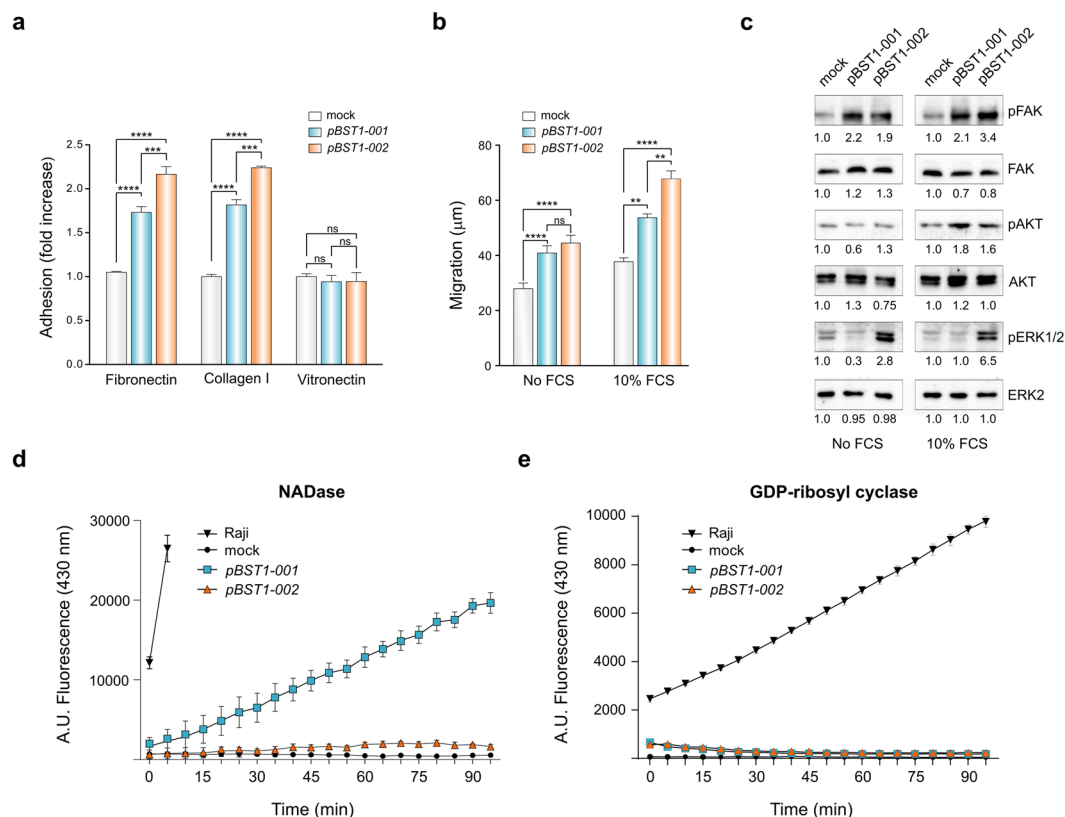 a
mock
pBST1-001
pBST1-002
Adhesion (fold increase)
2.5
2.0
1.5
1.0
0.5
0.0
****
***
****
****
***
****
ns
ns
ns
Fibronectin
Collagen I
Vitronectin
b
mock
pBST1-001
pBST1-002
Migration (µm)
80
60
40
20
0
****
ns
****
****
**
**
No FCS
10% FCS
c
mock pBST1-001 pBST1-002 mock pBST1-001 pBST1-002
pFAK
1.0 2.2 1.9 1.0 2.1 3.4
FAK
1.0 1.2 1.3 1.0 0.7 0.8
pAKT
1.0 0.6 1.3 1.0 1.8 1.6
AKT
1.0 1.3 0.75 1.0 1.2 1.0
pERK1/2
1.0 0.3 2.8 1.0 1.0 6.5
ERK2
1.0 0.95 0.98 1.0 1.0 1.0
No FCS 10% FCS
d
NADase
Raji
mock
pBST1-001
pBST1-002
A.U. Fluorescence (430 nm)
30000
20000
10000
0 15 30 45 60 75 90
Time (min)
e
GDP-ribosyl cyclase
Raji
mock
pBST1-001
pBST1-002
A.U. Fluorescence (430 nm)
10000
8000
6000
4000
2000
0 15 30 45 60 75 90
Time (min)